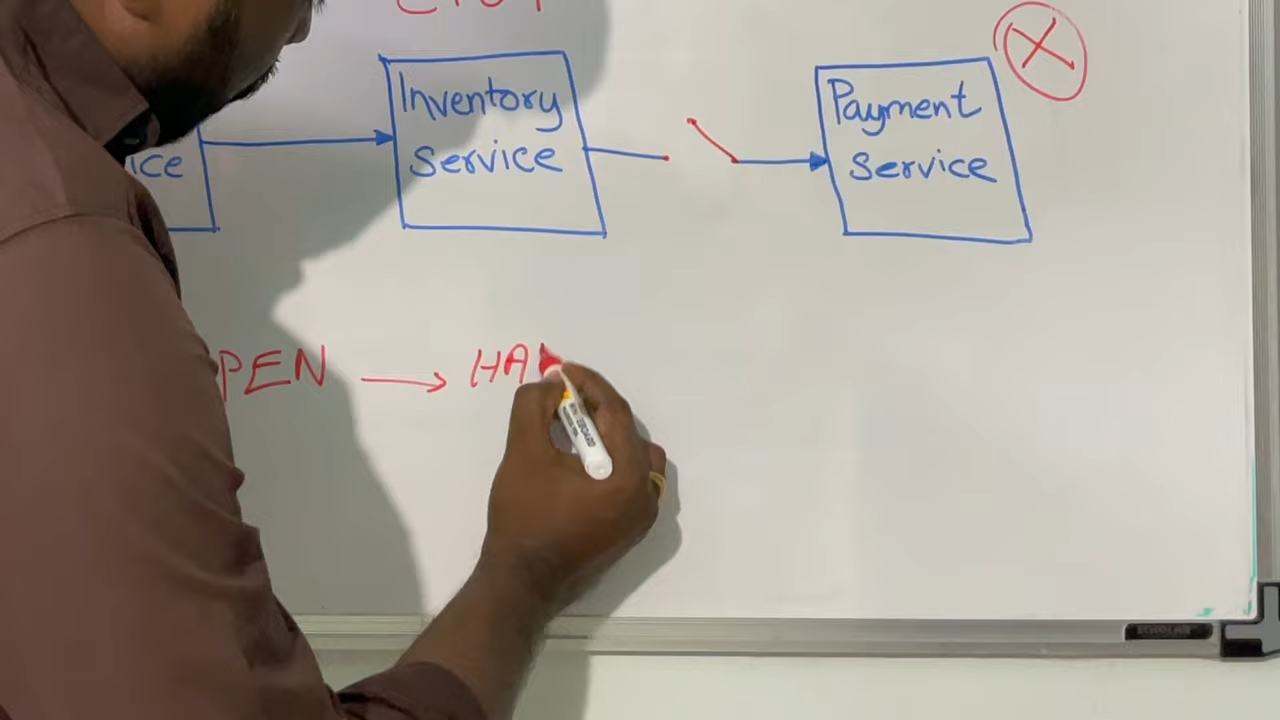 Inventory
Service
Payment
Service
ice
PEN → HA